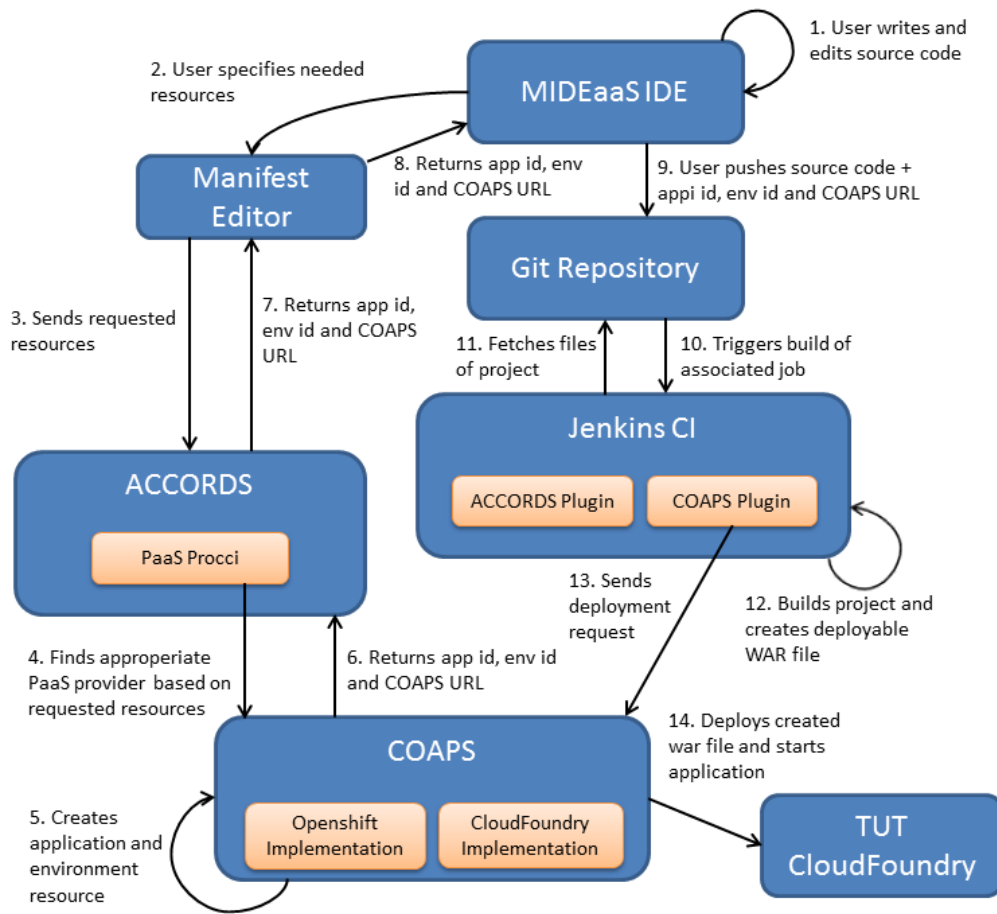 1. User writes and
edits source code
2. User specifies needed
resources
MIDEaaS IDE
8. Returns app id, env
id and COAPS URL
9. User pushes source code +
appi id, env id and COAPS URL
Manifest
Editor
Git Repository
3. Sends requested
resources
7. Returns app id,
env id and COAPS
URL
11. Fetches files
of project
10. Triggers build of
associated job
Jenkins CI
ACCORDS Plugin
COAPS Plugin
ACCORDS
PaaS Procci
13. Sends
deployment
request
12. Builds project and
creates deployable
WAR file
4. Finds approperiate
PaaS provider based on
requested resources
6. Returns app id, env id
and COAPS URL
14. Deploys created
war file and starts
application
COAPS
5. Creates
application and
environment
resource
Openshift
Implementation
CloudFoundry
Implementation
TUT
CloudFoundry